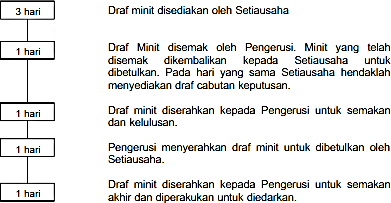 3 hari Draf minit disediakan oleh Setiausaha
1 hari Draf Minit disemak oleh Pengerusi. Minit yang telah
disemak dikembalikan kepada Setiausaha untuk
dibetulkan. Pada hari yang sama Setiausaha hendaklah
menyediakan draf cabutan keputusan.
1 hari Draf minit diserahkan kepada Pengerusi untuk semakan
dan kelulusan.
1 hari Pengerusi menyerahkan draf minit untuk dibetulkan oleh
Setiausaha.
1 hari Draf minit diserahkan kepada Pengerusi untuk semakan
akhir dan diperakukan untuk diedarkan.